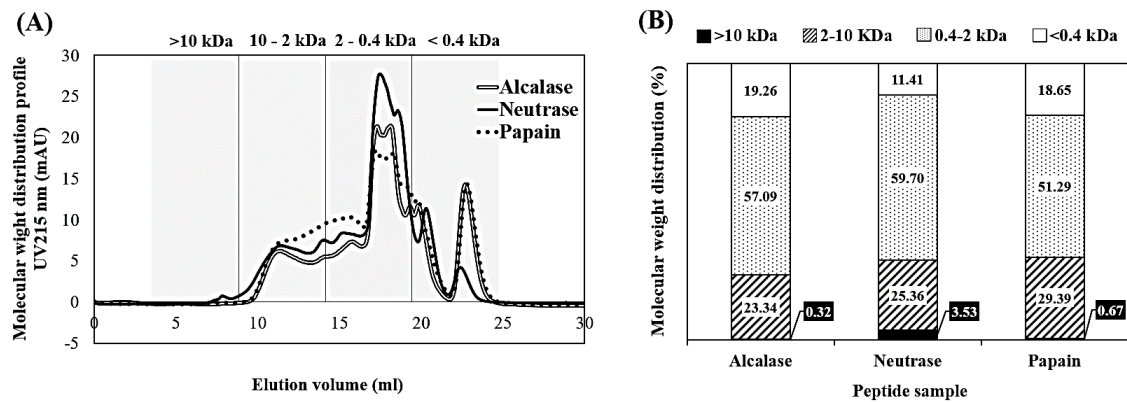 (A)
>10 kDa 10 - 2 kDa 2 - 0.4 kDa < 0.4 kDa
Molecular wight distribution profile
UV215 nm (mAU)
30
25
20
15
10
5
0
-5
Alcalase
Neutrase
Papain
0 5 10 15 20 25 30
Elution volume (ml)
(B)
>10 kDa 2-10 KDa 0.4-2 kDa <0.4 kDa
Molecular weight distribution (%)
19.26 11.41 18.65
57.09 59.70 51.29
23.34 25.36 29.39
0.32 3.53 0.67
Alcalase Neutrase Papain
Peptide sample